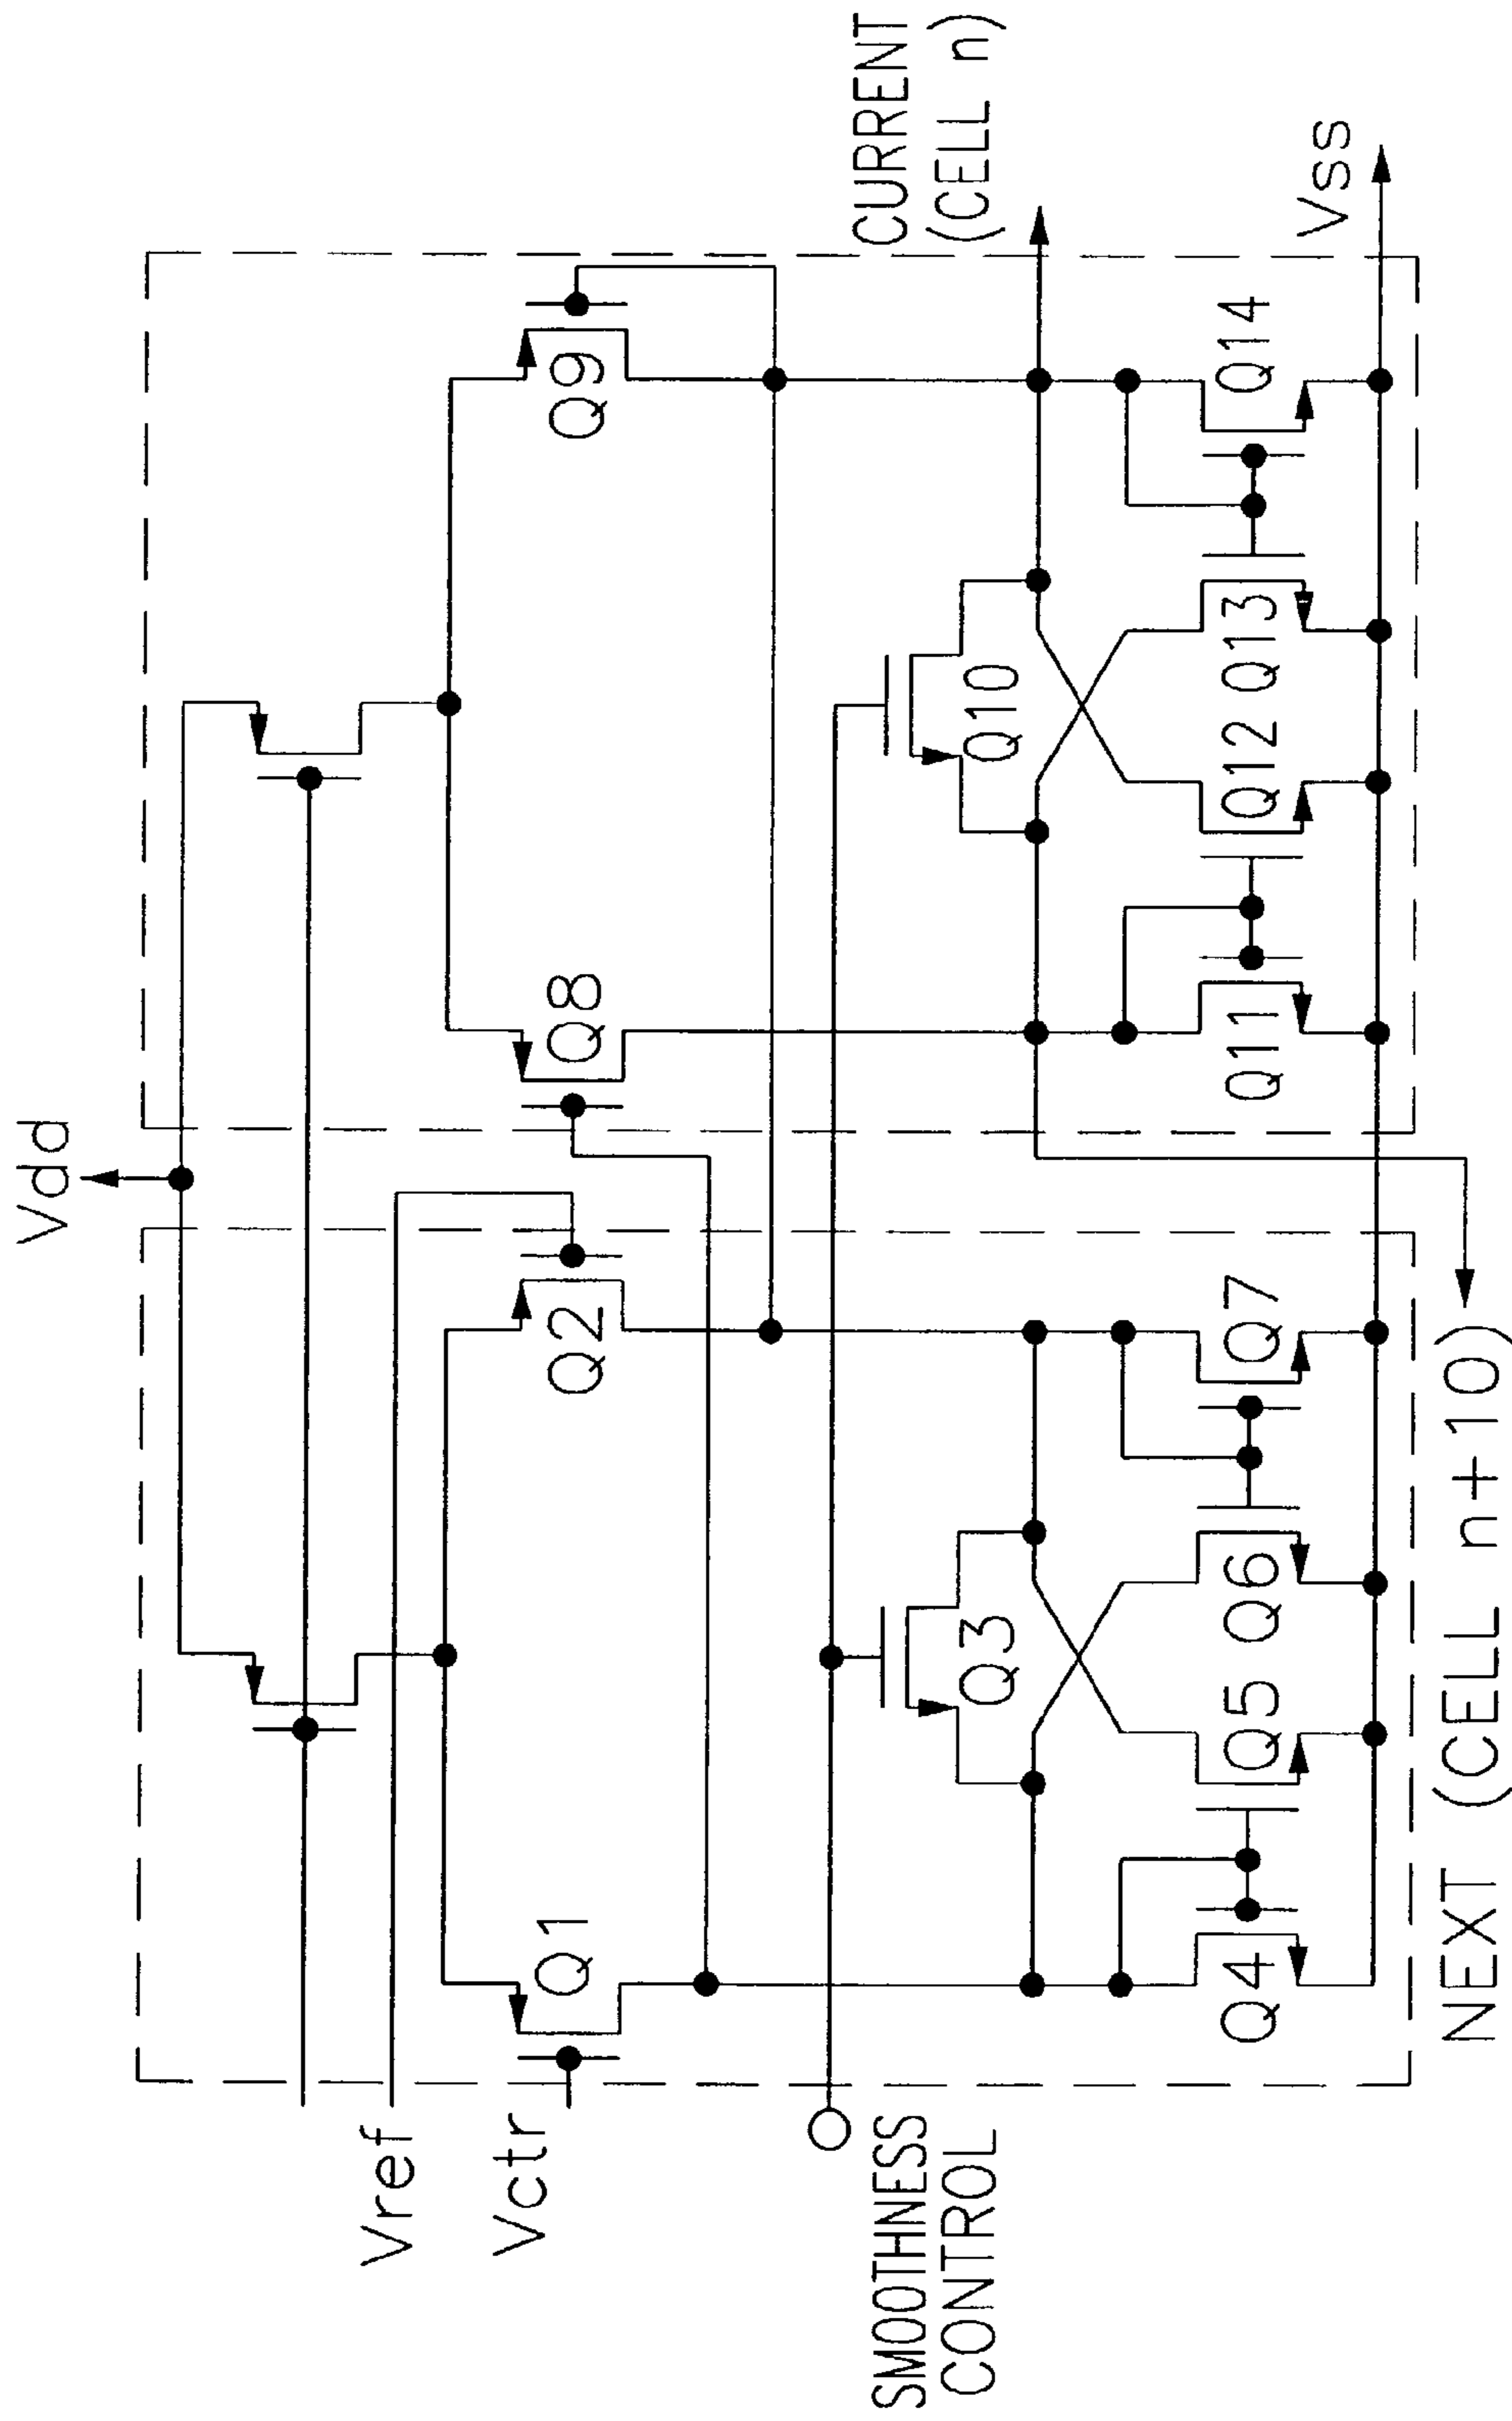 Vdd
Vref
Vctr
Q1
Q2
Q8
Q9
SMOOTHNESS
CONTROL
Q3
Q10
CURRENT
(CELL n)
Q4
Q5
Q6
Q7
Q11
Q12
Q13
Q14
Vss
NEXT (CELL n+10)